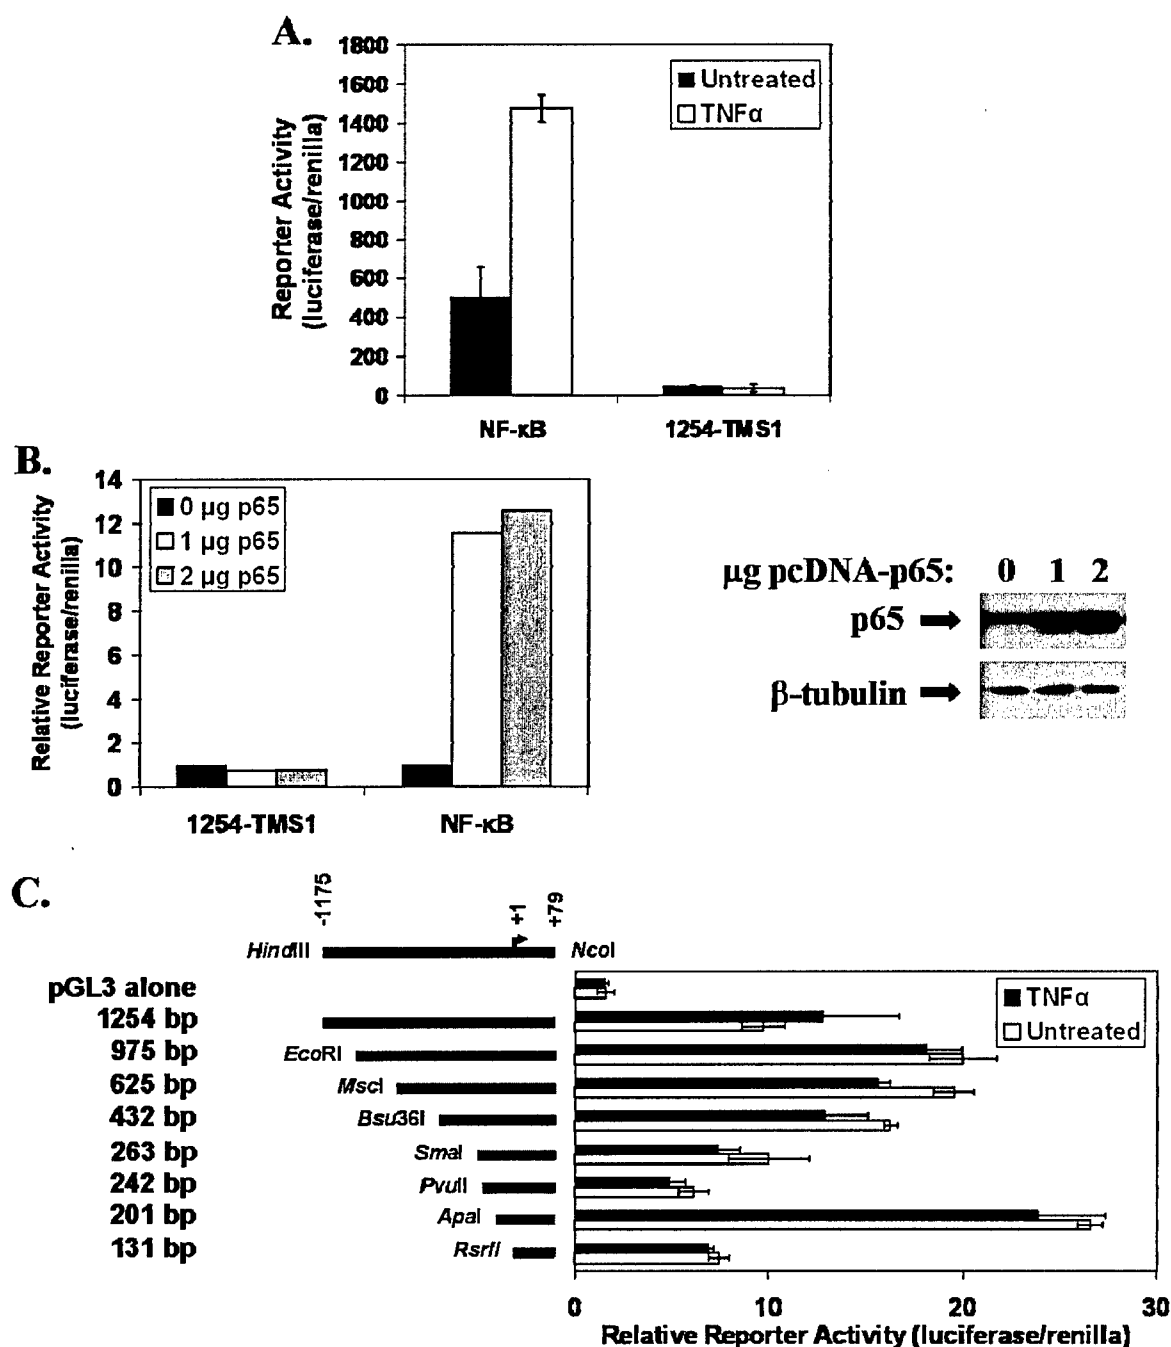 A.
1800
1600
1400
1200
1000
800
600
400
200
0
Reporter Activity
(luciferase/renilla)
Untreated
TNFα
NF-κB
1254-TMS1
B.
14
12
10
8
6
4
2
0
Relative Reporter Activity
(luciferase/renilla)
0 µg p65
1 µg p65
2 µg p65
1254-TMS1
NF-κB
µg pcDNA-p65: 0 1 2
p65
β-tubulin
C.
-1175
+1
+79
HindIII
NcoI
pGL3 alone
1254 bp
975 bp
EcoRI
625 bp
MscI
432 bp
Bsu36I
263 bp
SmaI
242 bp
PvuII
201 bp
ApaI
131 bp
RsrII
TNFα
Untreated
0 10 20 30
Relative Reporter Activity (luciferase/renilla)